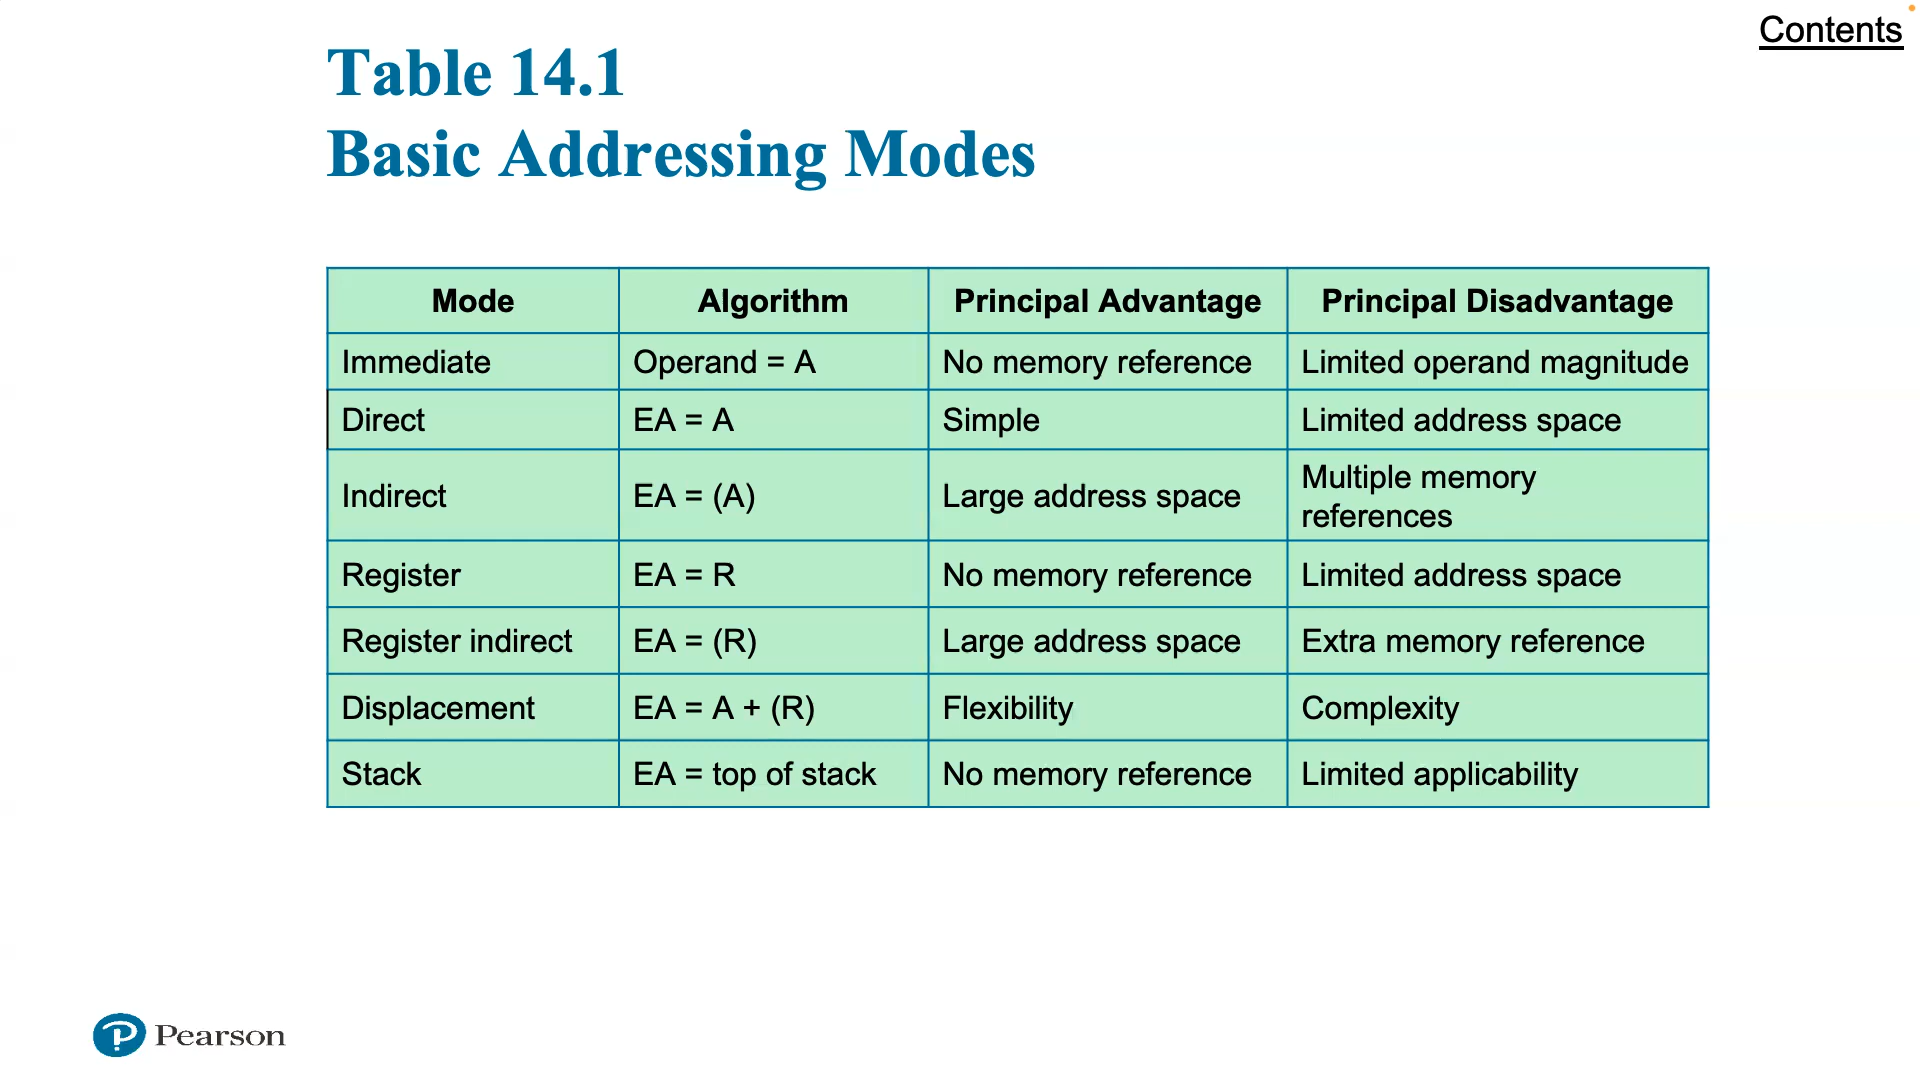 Contents
Table 14.1
Basic Addressing Modes
Mode Algorithm Principal Advantage Principal Disadvantage
Immediate Operand = A No memory reference Limited operand magnitude
Direct EA = A Simple Limited address space
Indirect EA = (A) Large address space Multiple memory
references
Register EA = R No memory reference Limited address space
Register indirect EA = (R) Large address space Extra memory reference
Displacement EA = A + (R) Flexibility Complexity
Stack EA = top of stack No memory reference Limited applicability
Pearson